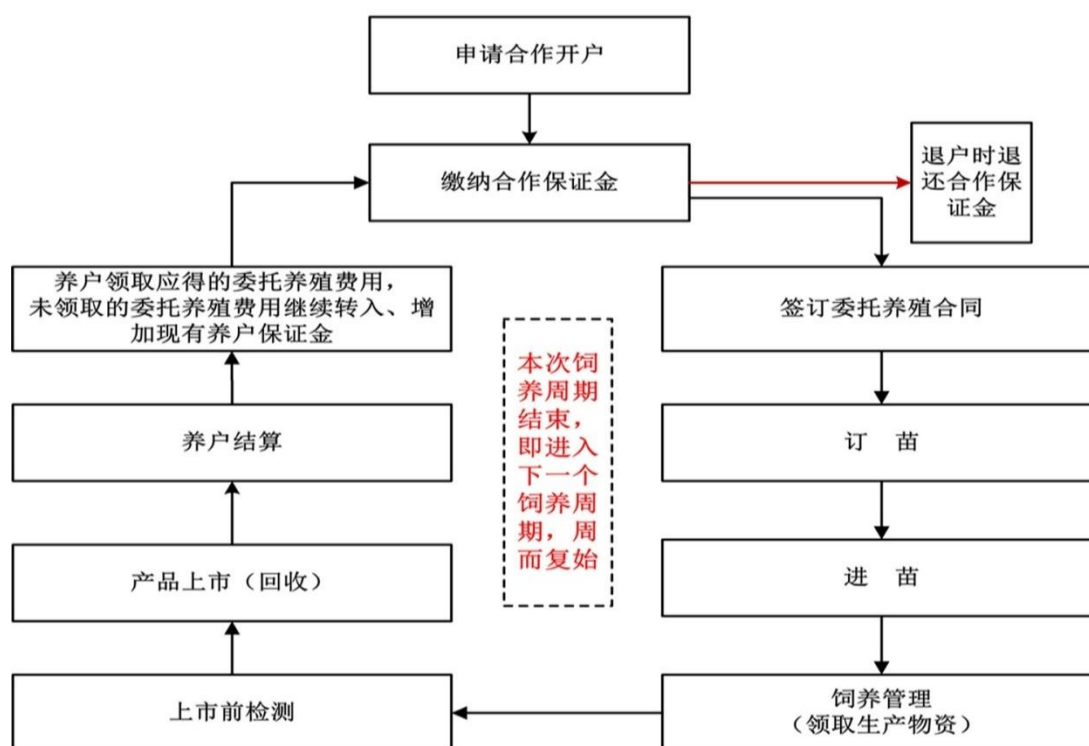 申请合作开户
缴纳合作保证金
退户时退
还合作保
证金
养户领取应得的委托养殖费用，
未领取的委托养殖费用继续转入、增
加现有养户保证金
签订委托养殖合同
本次饲
养周期
结束，
即进入
下一个
饲养周
期，周
而复始
养户结算
订 苗
产品上市（回收）
进 苗
上市前检测
饲养管理
（领取生产物资）